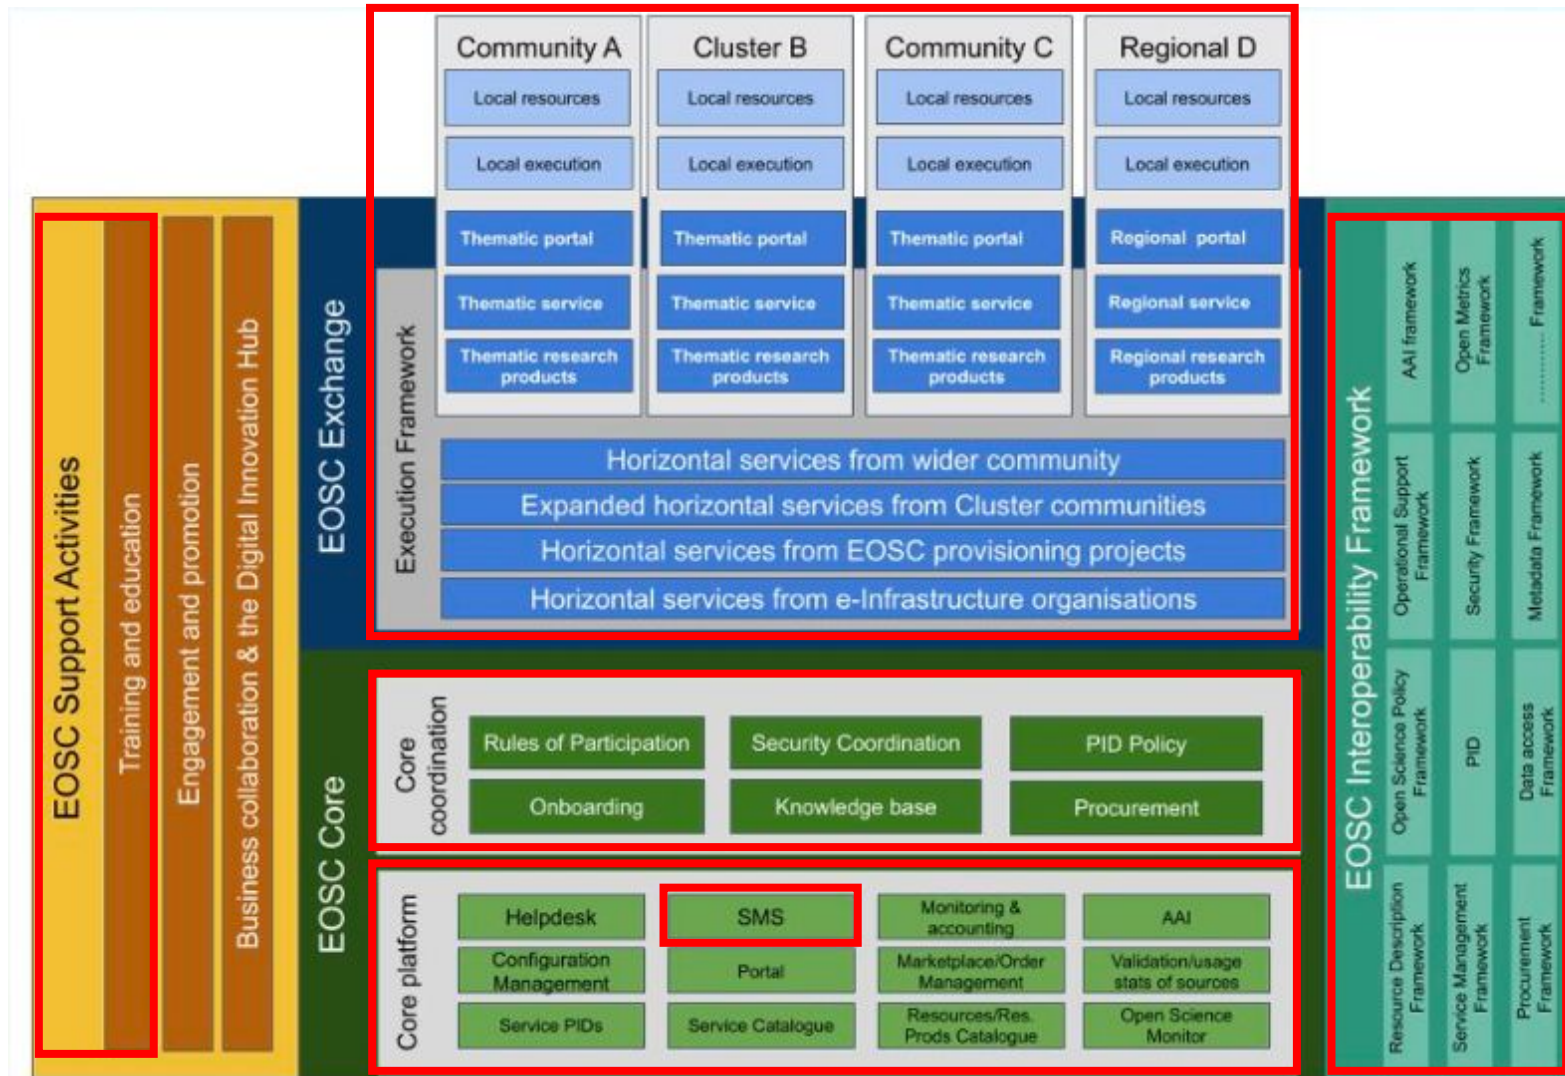 Community A
Cluster B
Community C
Regional D
Local resources
Local resources
Local resources
Local resources
Local execution
Local execution
Local execution
Local execution
Thematic portal
Thematic portal
Thematic portal
Regional portal
Thematic service
Thematic service
Thematic service
Regional service
Thematic research
products
Thematic research
products
Thematic research
products
Regional research
products
EOSC Exchange
Execution Framework
Horizontal services from wider community
Expanded horizontal services from Cluster communities
Horizontal services from EOSC provisioning projects
Horizontal services from e-Infrastructure organisations
EOSC Support Activities
Training and education
Engagement and promotion
Business collaboration & the Digital Innovation Hub
EOSC Core
Core
coordination
Rules of Participation
Security Coordination
PID Policy
Onboarding
Knowledge base
Procurement
Core platform
Helpdesk
SMS
Monitoring &
accounting
AAI
Configuration
Management
Portal
Marketplace/Order
Management
Validation/usage
stats of sources
Service PIDs
Service Catalogue
Resources/Res.
Prods Catalogue
Open Science
Monitor
EOSC Interoperability Framework
AAI framework
Open Metrics
Framework
............ Framework
Operational Support
Framework
Security Framework
Metadata Framework
Open Science Policy
Framework
PID
Data access
Framework
Resource Description
Framework
Service Management
Framework
Procurement
Framework